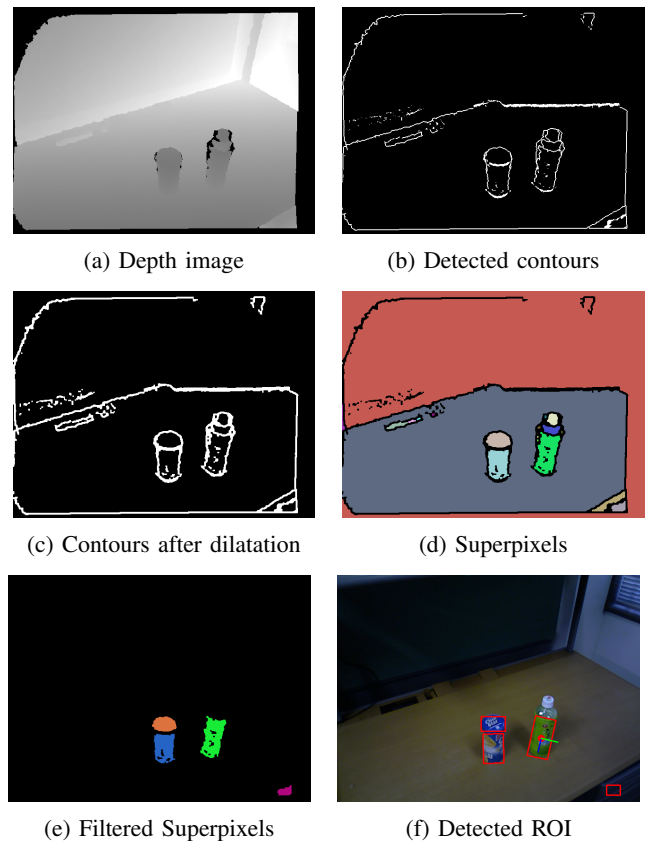 (a) Depth image
(b) Detected contours
(c) Contours after dilatation
(d) Superpixels
(e) Filtered Superpixels
(f) Detected ROI